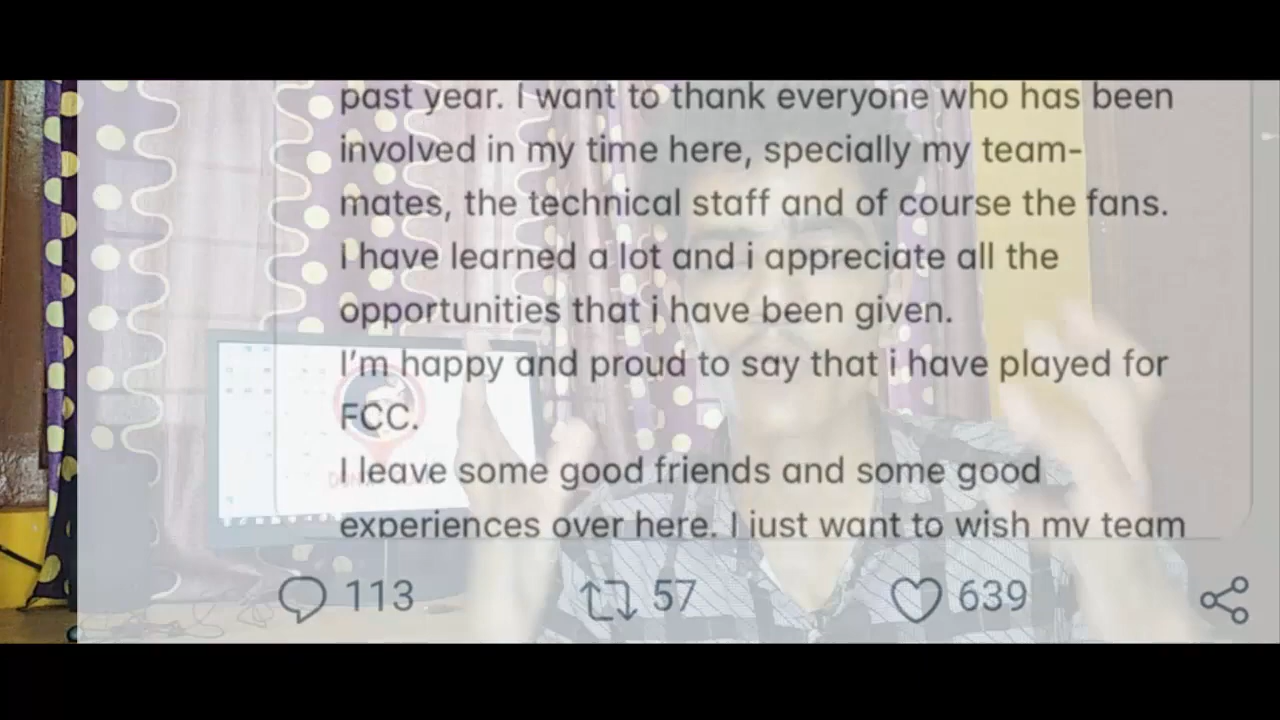 past year. I want to thank everyone who has been
involved in my time here, specially my team-
mates, the technical staff and of course the fans.
I have learned a lot and i appreciate all the
opportunities that i have been given.
I'm happy and proud to say that i have played for
FCC.
I leave some good friends and some good
experiences over here. I just want to wish my team
113 57 639